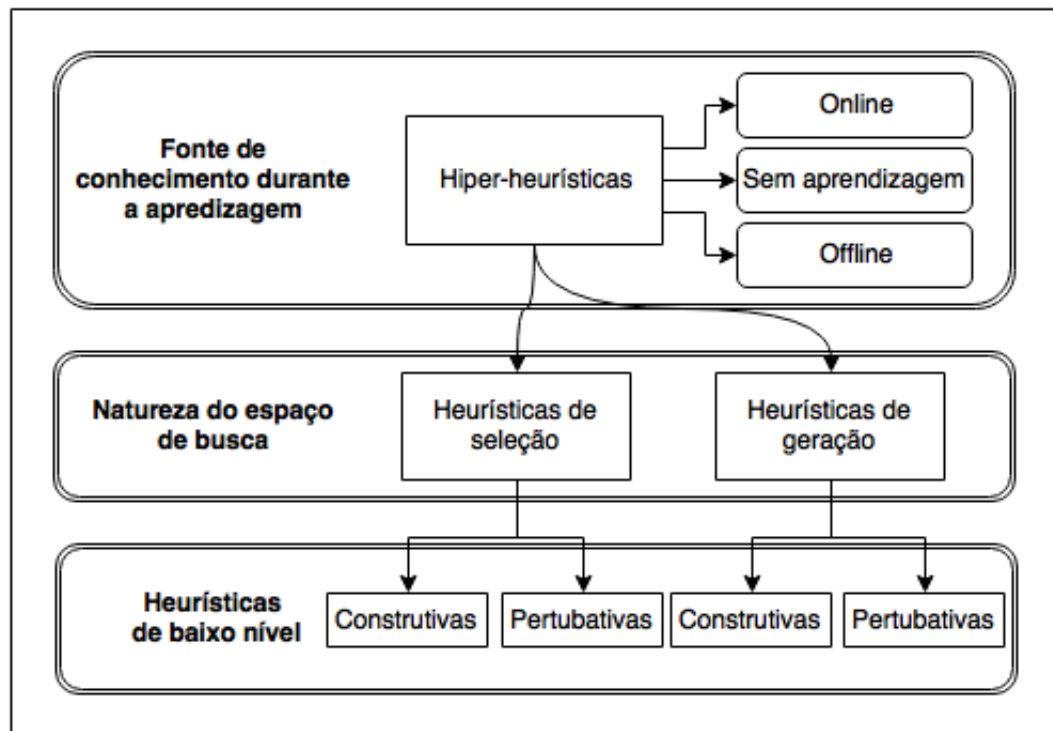 Fonte de
conhecimento durante
a apredizagem
Hiper-heurísticas
Online
Sem aprendizagem
Offline
Natureza do espaço
de busca
Heurísticas de
seleção
Heurísticas de
geração
Heurísticas
de baixo nível
Construtivas
Pertubativas
Construtivas
Pertubativas